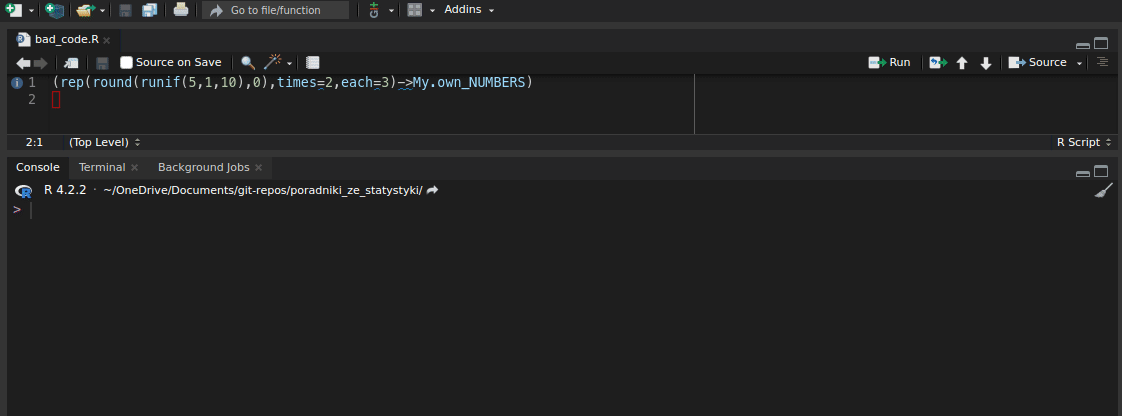 Go to file/function
Addins
bad_code.R
Source on Save
Run
Source
1 (rep(round(runif(5,1,10),0),times=2,each=3)->My.own_NUMBERS)
2
2:1 (Top Level) R Script
Console Terminal Background Jobs
R 4.2.2 · ~/OneDrive/Documents/git-repos/poradniki_ze_statystyki/
>